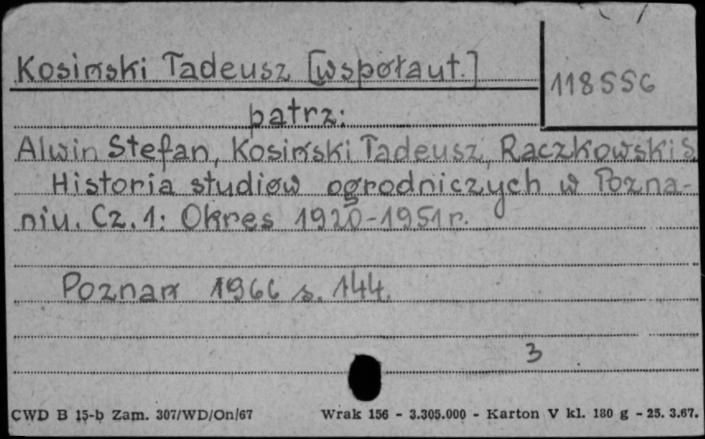 Kosiński Tadeusz [współaut.]
118556
patrz:
Alwin Stefan, Kosiński Tadeusz, Raczkowski S
Historia studiów ogrodniczych w Pozna-
niu. Cz. 1: Okres 1920-1951 r.
Poznań 1966 s. 144.
3
CWD B 15-b Zam. 307/WD/On/67 Wrak 156 - 3.305.000 - Karton V kl. 180 g - 25. 3.67.